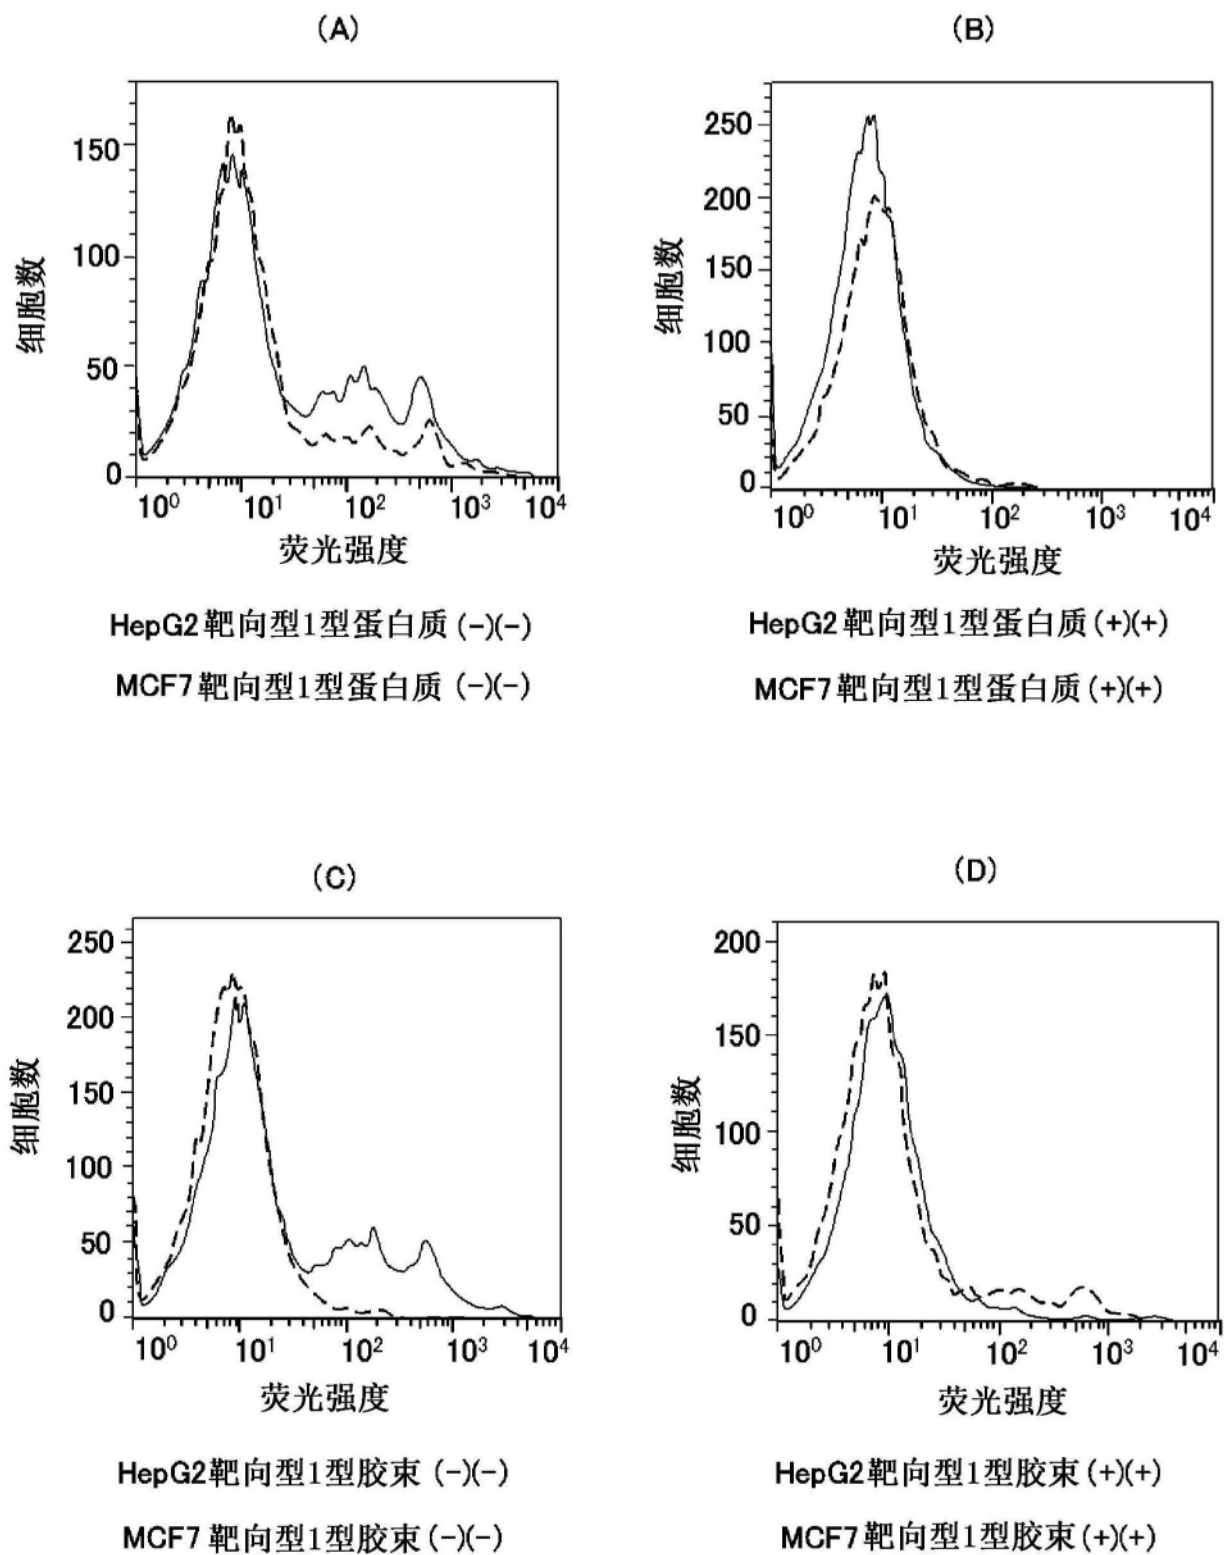 (A)
150
100
50
0
细胞数
10⁰ 10¹ 10² 10³ 10⁴
荧光强度
HepG2靶向型1型蛋白质(-)(-)
MCF7靶向型1型蛋白质(-)(-)
(B)
250
200
150
100
50
0
细胞数
10⁰ 10¹ 10² 10³ 10⁴
荧光强度
HepG2靶向型1型蛋白质(+)(+)
MCF7靶向型1型蛋白质(+)(+)
(C)
250
200
150
100
50
0
细胞数
10⁰ 10¹ 10² 10³ 10⁴
荧光强度
HepG2靶向型1型胶束(-)(-)
MCF7靶向型1型胶束(-)(-)
(D)
200
150
100
50
0
细胞数
10⁰ 10¹ 10² 10³ 10⁴
荧光强度
HepG2靶向型1型胶束(+)(+)
MCF7靶向型1型胶束(+)(+)